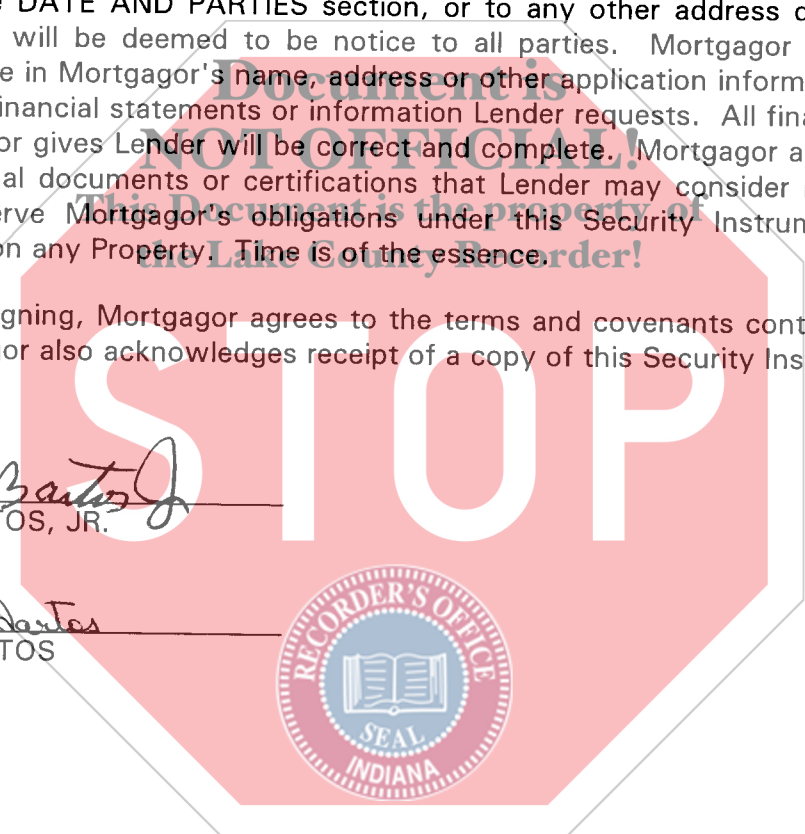 DATE AND PARTIES section, or to any other address
will be deemed to be notice to all parties. Mortgagor
e in Mortgagor's name, address or other application inform
Document is
inancial statements or information Lender requests. All fina
or gives Lender will be correct and complete. Mortgagor a
NOT OFFICIAL!
al documents or certifications that Lender may consider
This Document is the property of
erve Mortgagor's obligations under this Security Instrum
on any Property. Time is of the essence.
the Lake County Recorder!
gning, Mortgagor agrees to the terms and covenants cont
or also acknowledges receipt of a copy of this Security Ins
STOP
Bartos Jr
OS, JR.
Bartos
TOS
RECORDER'S OFFICE
SEAL
INDIANA